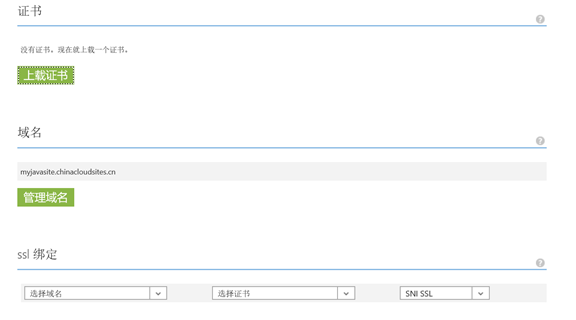 证书
没有证书。现在就上载一个证书。
上载证书
域名
myjavasite.chinacloudsites.cn
管理域名
ssl 绑定
选择域名 选择证书 SNI SSL